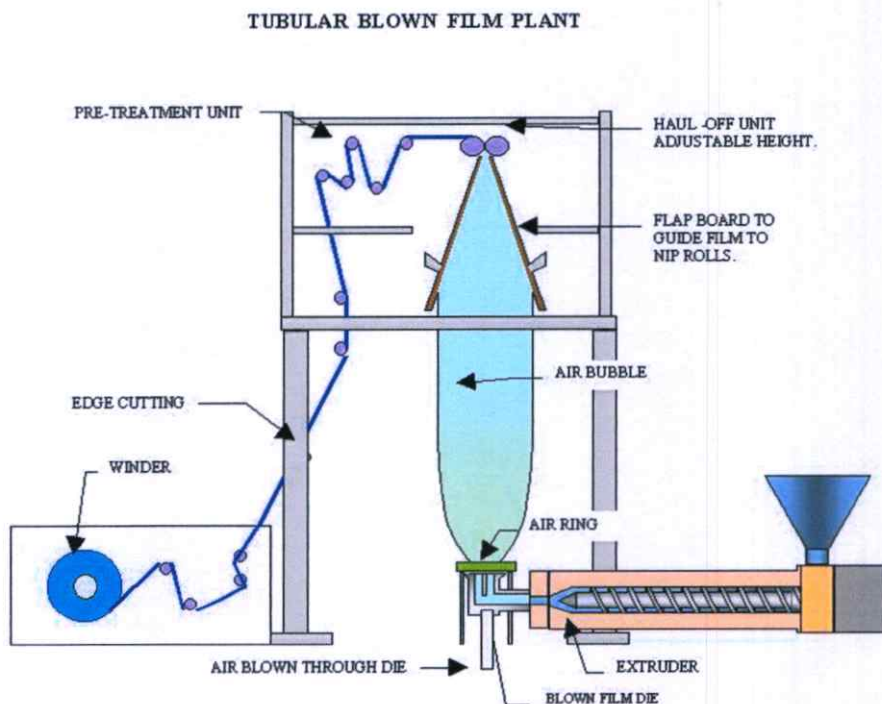 TUBULAR BLOWN FILM PLANT
PRE-TREATMENT UNIT
HAUL -OFF UNIT
ADJUSTABLE HEIGHT.
FLAP BOARD TO
GUIDE FILM TO
NIP ROLLS.
AIR BUBBLE
EDGE CUTTING
WINDER
AIR RING
AIR BLOWN THROUGH DIE
EXTRUDER
BLOWN FILM DIE